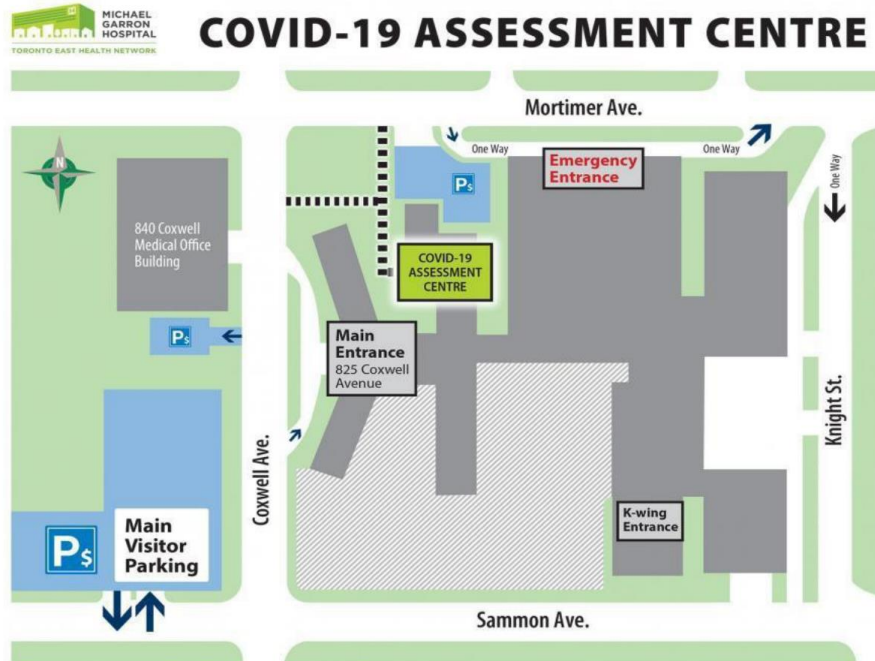 MICHAEL
GARRON
HOSPITAL
TORONTO EAST HEALTH NETWORK
COVID-19 ASSESSMENT CENTRE
Mortimer Ave.
One Way
One Way
Emergency
Entrance
One Way
N
P$
840 Coxwell
Medical Office
Building
COVID-19
ASSESSMENT
CENTRE
P$
Main
Entrance
825 Coxwell
Avenue
Knight St.
Coxwell Ave.
K-wing
Entrance
P$
Main
Visitor
Parking
Sammon Ave.